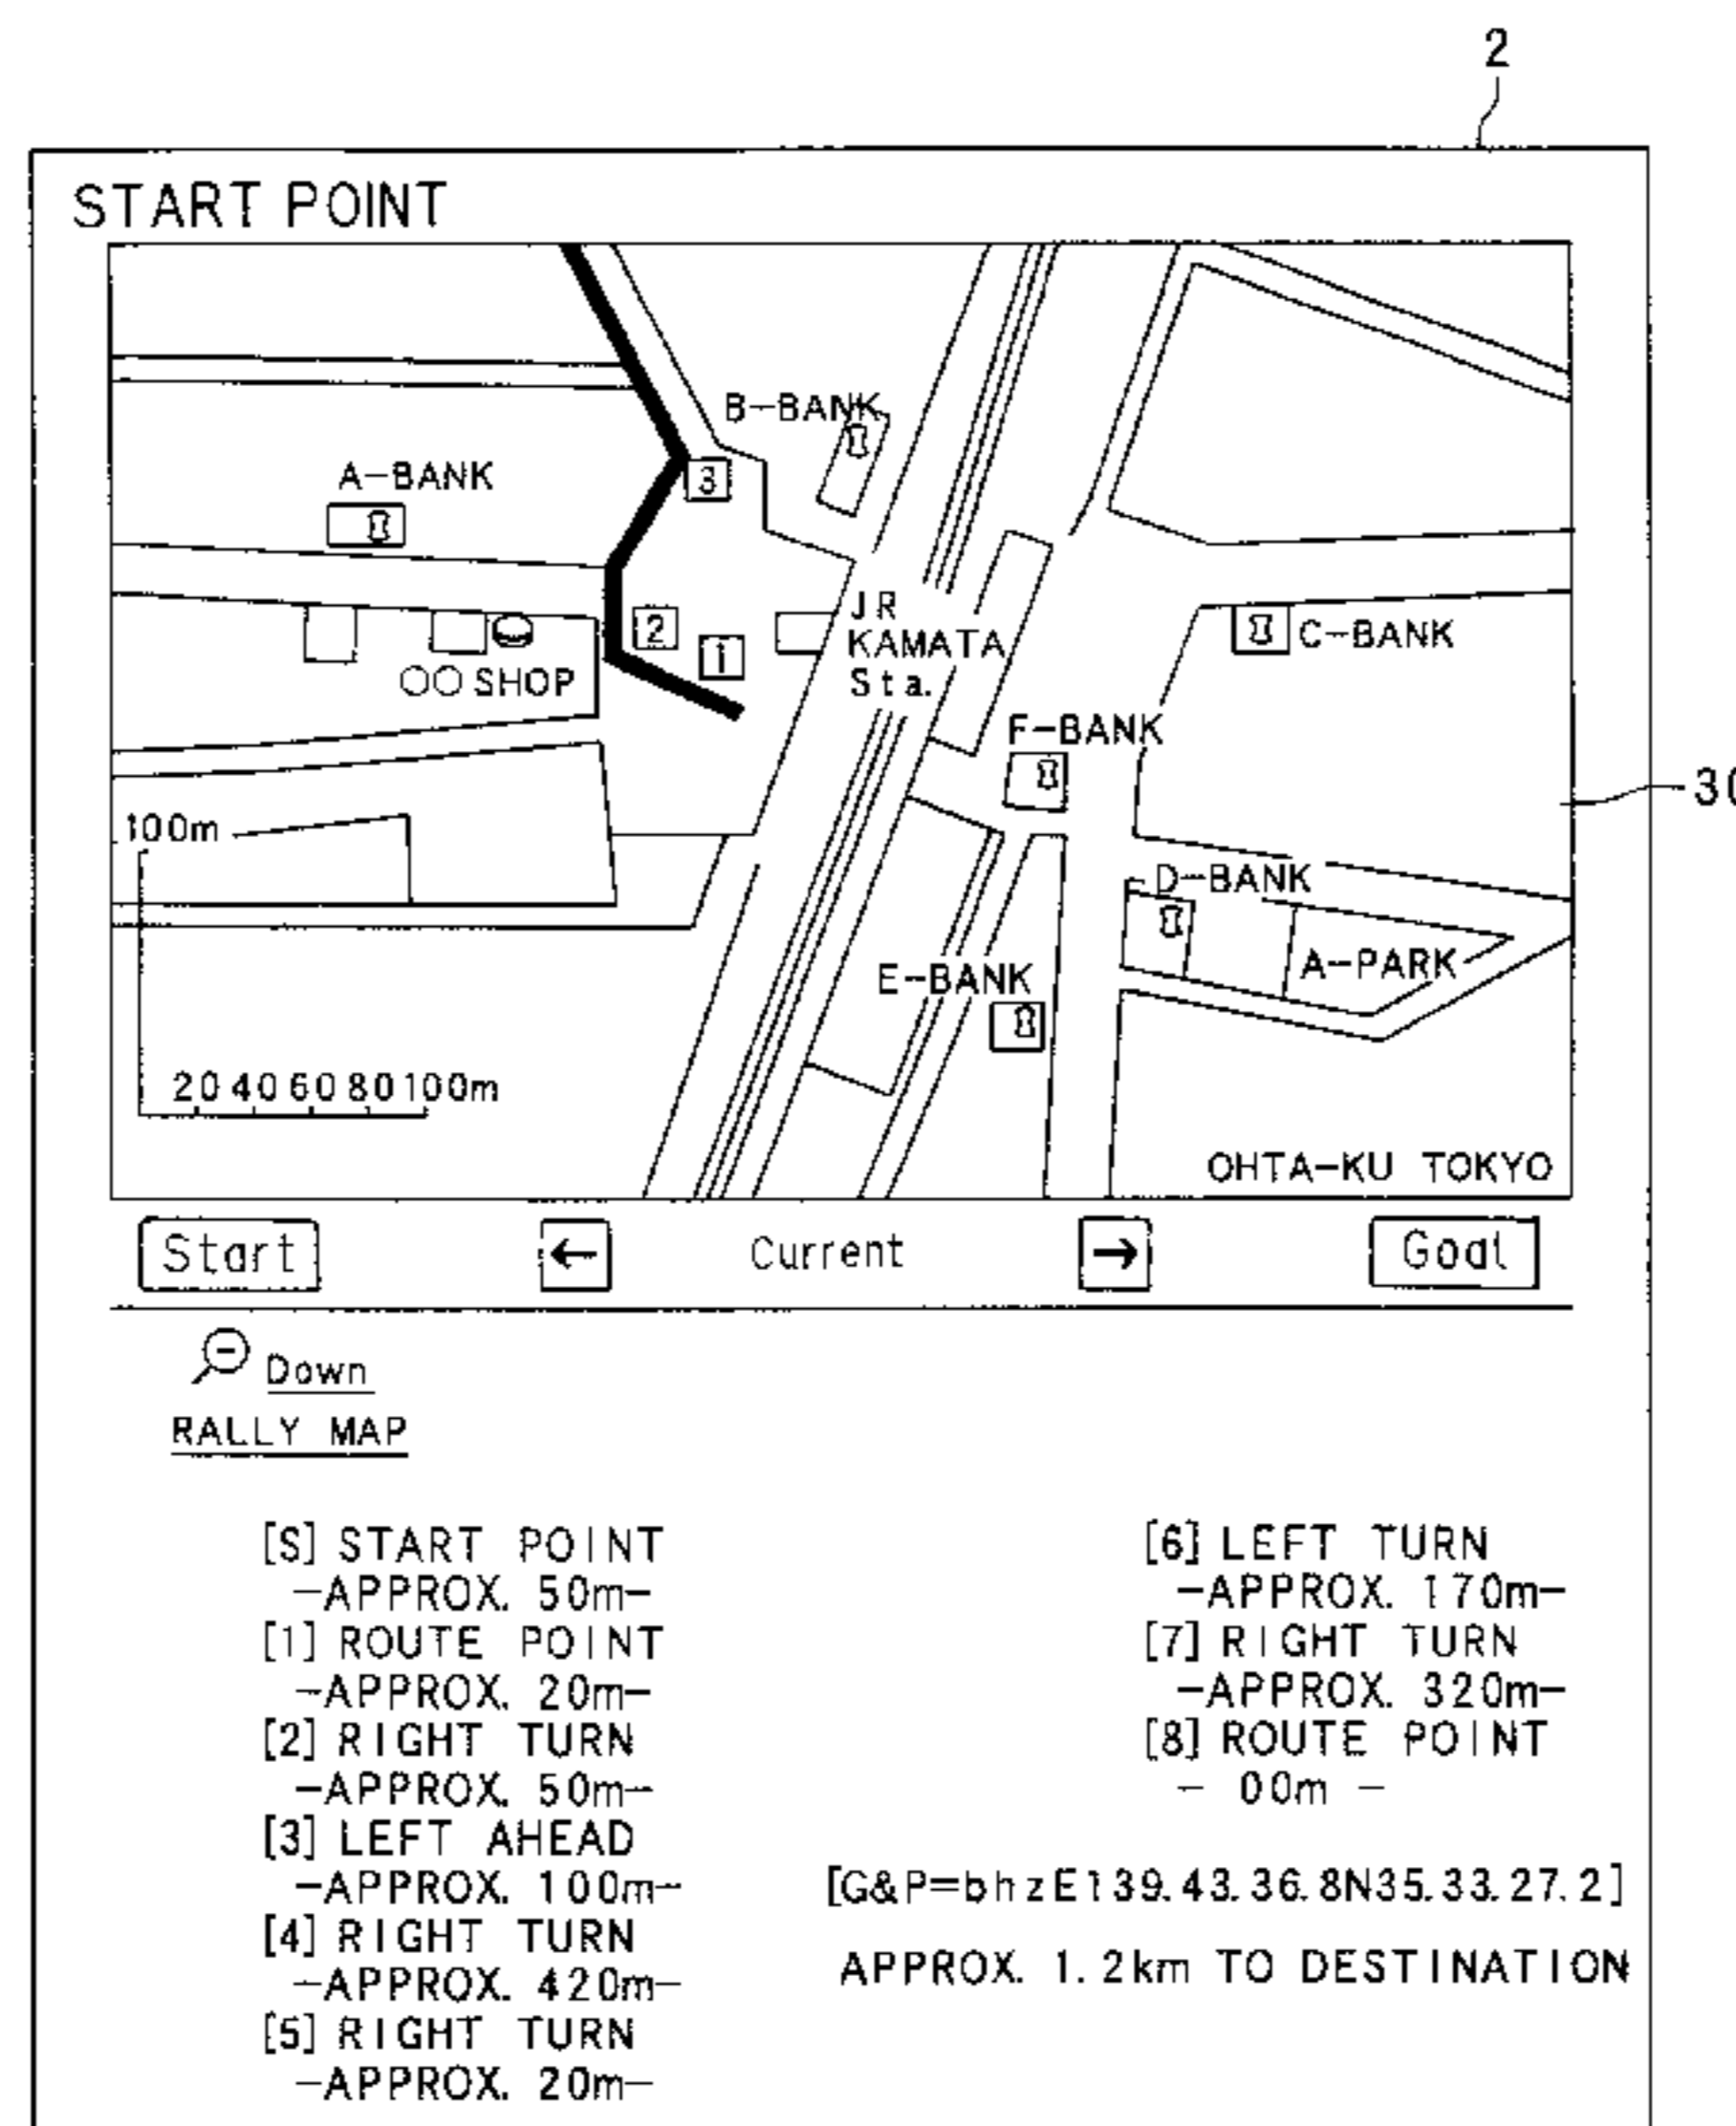 2
START POINT
B-BANK
A-BANK
3
2
1
JR
KAMATA
Sta.
C-BANK
○○ SHOP
F-BANK
30
100m
D-BANK
A-PARK
E-BANK
20 40 60 80 100m
OHTA-KU TOKYO
Start ← Current → Goal
Down
RALLY MAP
[S] START POINT
-APPROX. 50m-
[1] ROUTE POINT
-APPROX. 20m-
[2] RIGHT TURN
-APPROX. 50m-
[3] LEFT AHEAD
-APPROX. 100m-
[4] RIGHT TURN
-APPROX. 420m-
[5] RIGHT TURN
-APPROX. 20m-
[6] LEFT TURN
-APPROX. 170m-
[7] RIGHT TURN
-APPROX. 320m-
[8] ROUTE POINT
- 00m -
[G&P=bhzE139.43.36.8N35.33.27.2]
APPROX. 1.2km TO DESTINATION